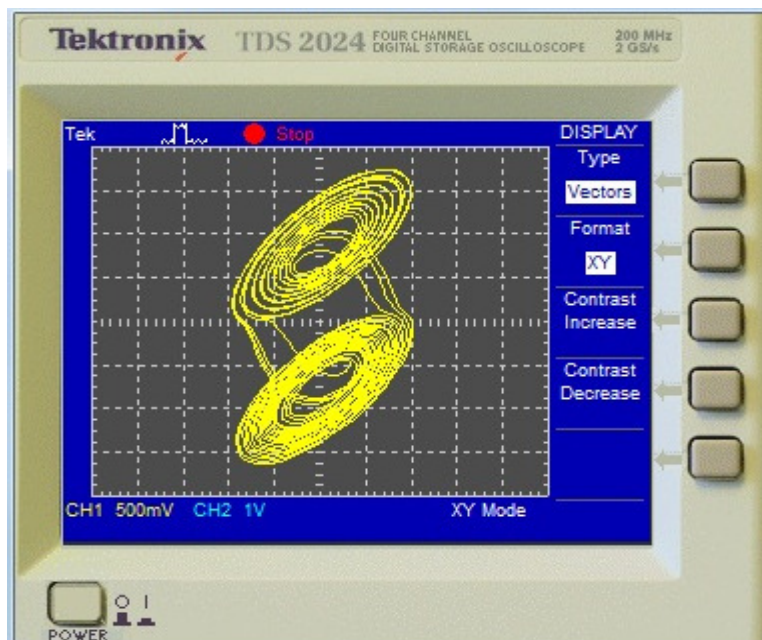 Tektronix TDS 2024 FOUR CHANNEL DIGITAL STORAGE OSCILLOSCOPE 200 MHz 2 GS/s
Tek Stop DISPLAY
Type
Vectors
Format
XY
Contrast
Increase
Contrast
Decrease
CH1 500mV CH2 1V XY Mode
POWER